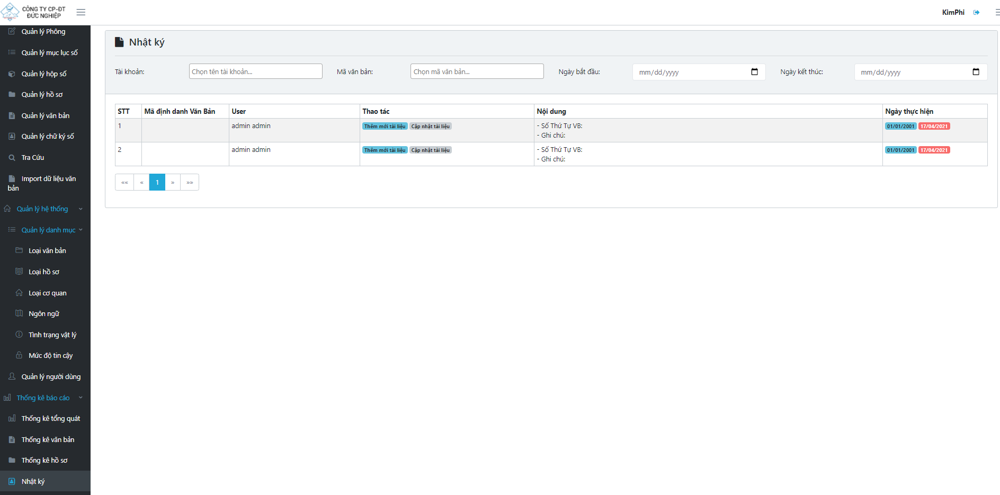 CÔNG TY CP-ĐT
ĐỨC NGHIỆP
KimPhi
Quản lý Phông
Quản lý mục lục số
Quản lý hộp số
Quản lý hồ sơ
Quản lý văn bản
Quản lý chữ ký số
Tra Cứu
Import dữ liệu văn
bản
Quản lý hệ thống
Quản lý danh mục
Loại văn bản
Loại hồ sơ
Loại cơ quan
Ngôn ngữ
Tình trạng vật lý
Mức độ tin cậy
Quản lý người dùng
Thống kê báo cáo
Thống kê tổng quát
Thống kê văn bản
Thống kê hồ sơ
Nhật ký
Nhật ký
Tài khoản: Chọn tên tài khoản... Mã văn bản: Chọn mã văn bản... Ngày bắt đầu: mm/dd/yyyy Ngày kết thúc: mm/dd/yyyy
STT Mã định danh Văn Bản User Thao tác Nội dung Ngày thực hiện
1 admin admin Thêm mới tài liệu Cập nhật tài liệu - Số Thứ Tự VB: 01/01/2001 17/04/2021
- Ghi chú:
2 admin admin Thêm mới tài liệu Cập nhật tài liệu - Số Thứ Tự VB: 01/01/2001 17/04/2021
- Ghi chú:
«« « 1 » »»